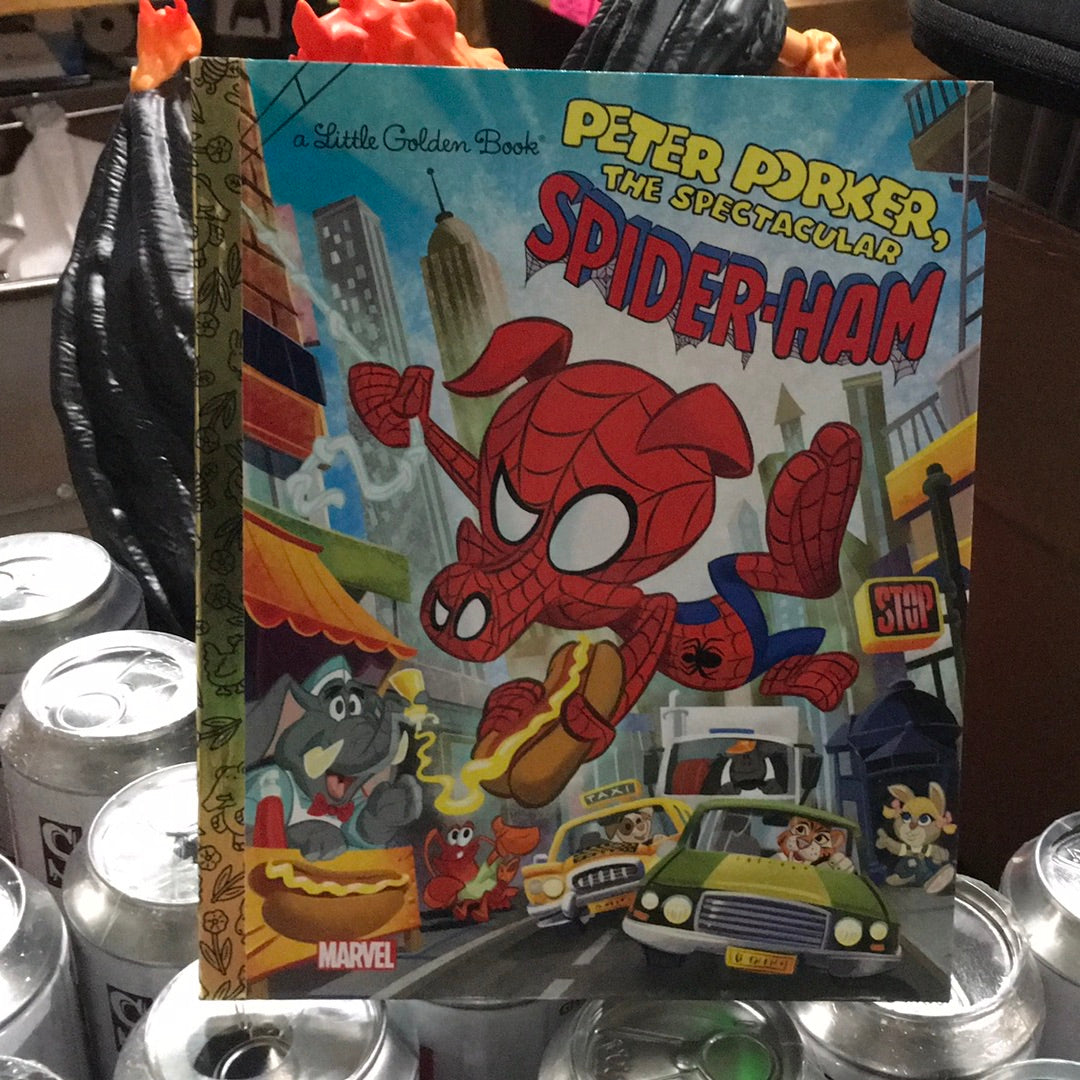 a Little Golden Book®
PETER PORKER,
THE SPECTACULAR
SPIDER-HAM
STOP
TAXI
MARVEL